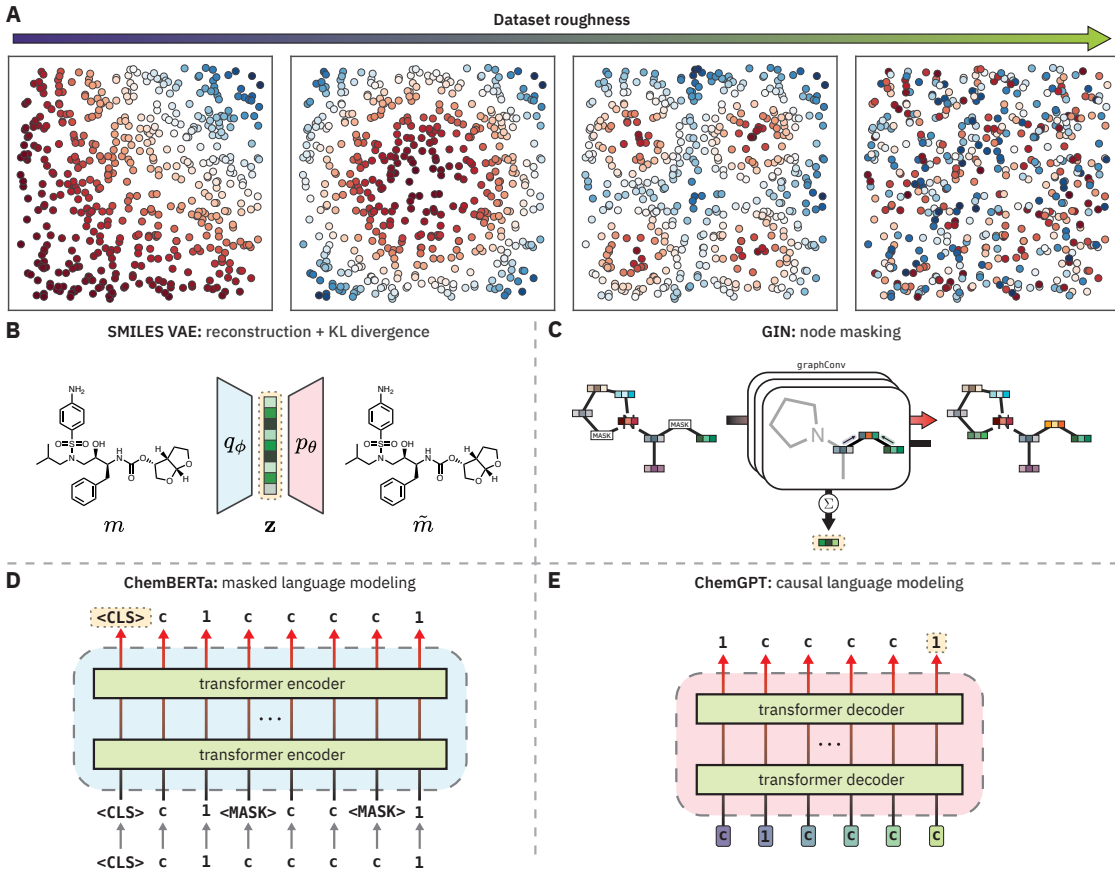 A
Dataset roughness
B
SMILES VAE: reconstruction + KL divergence
NH₂
O=S=O
N
OH
H
N
O
O
H
O
H
O
qϕ
pθ
NH₂
O=S=O
N
OH
H
N
O
O
H
O
H
O
m
z
m̃
C
GIN: node masking
graphConv
MASK
MASK
N
N
N
Σ
D
ChemBERTa: masked language modeling
<CLS> c 1 c c c c 1
transformer encoder
...
transformer encoder
<CLS> c 1 <MASK> c c <MASK> 1
<CLS> c 1 c c c c 1
E
ChemGPT: causal language modeling
1 c c c c 1
transformer decoder
...
transformer decoder
c 1 c c c c